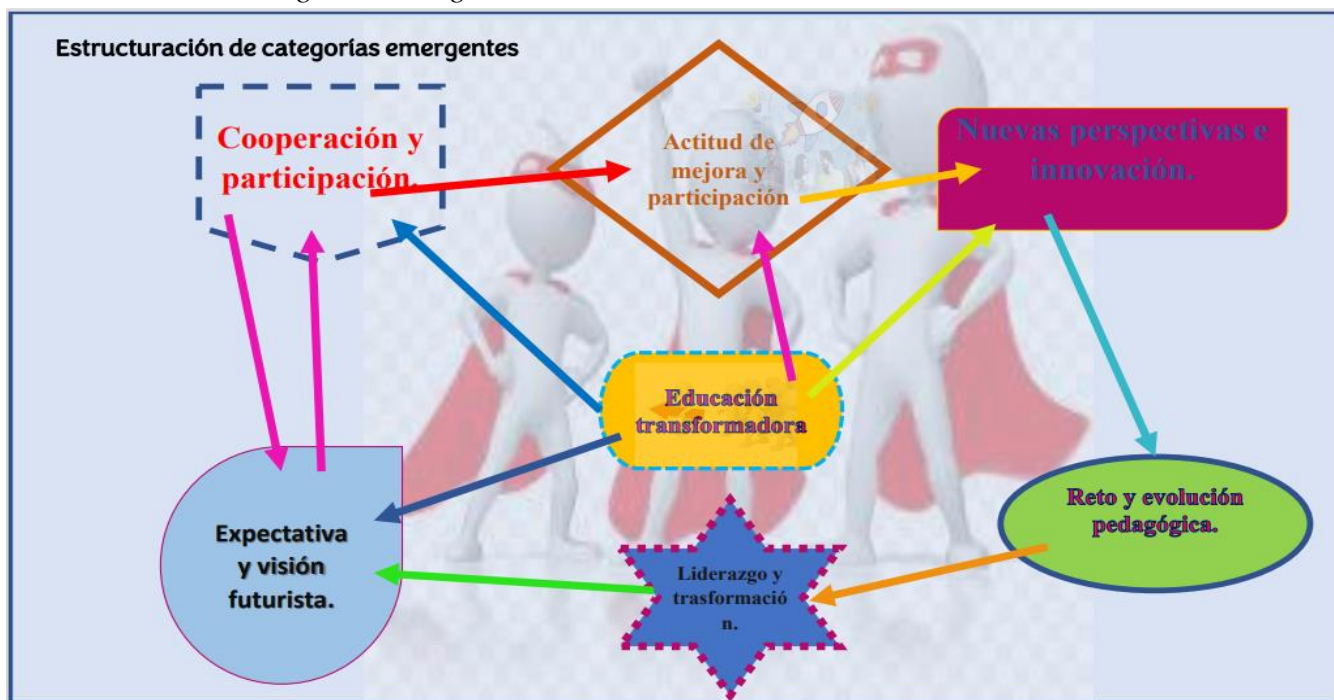 Estructuración de categorías emergentes
Cooperación y
participación.
Actitud de
mejora y
participación
Nuevas perspectivas e
innovación.
Educación
transformadora
Expectativa
y visión
futurista.
Liderazgo y
trasformació
n.
Reto y evolución
pedagógica.